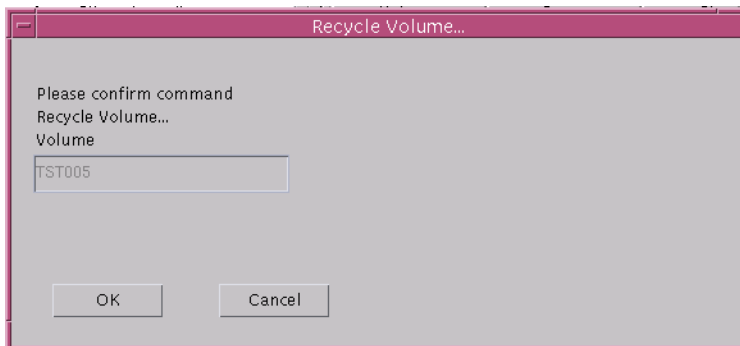 Recycle Volume...
Please confirm command
Recycle Volume...
Volume
TST005
OK Cancel